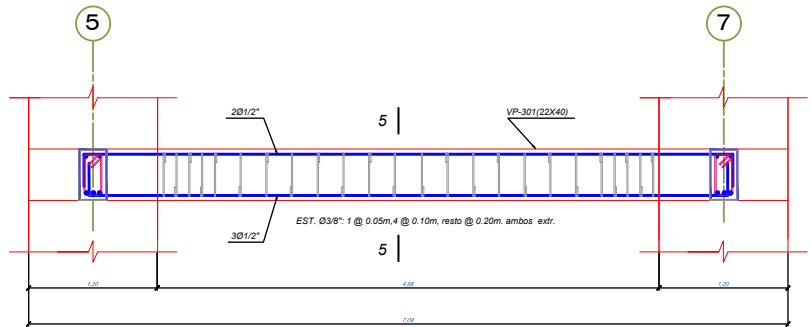 5
7
2Ø1/2"
5
VP-301(22X40)
EST. Ø3/8": 1 @ 0.05m,4 @ 0.10m, resto @ 0.20m. ambos extr.
3Ø1/2"
5
1,20
4,69
1,20
7,09